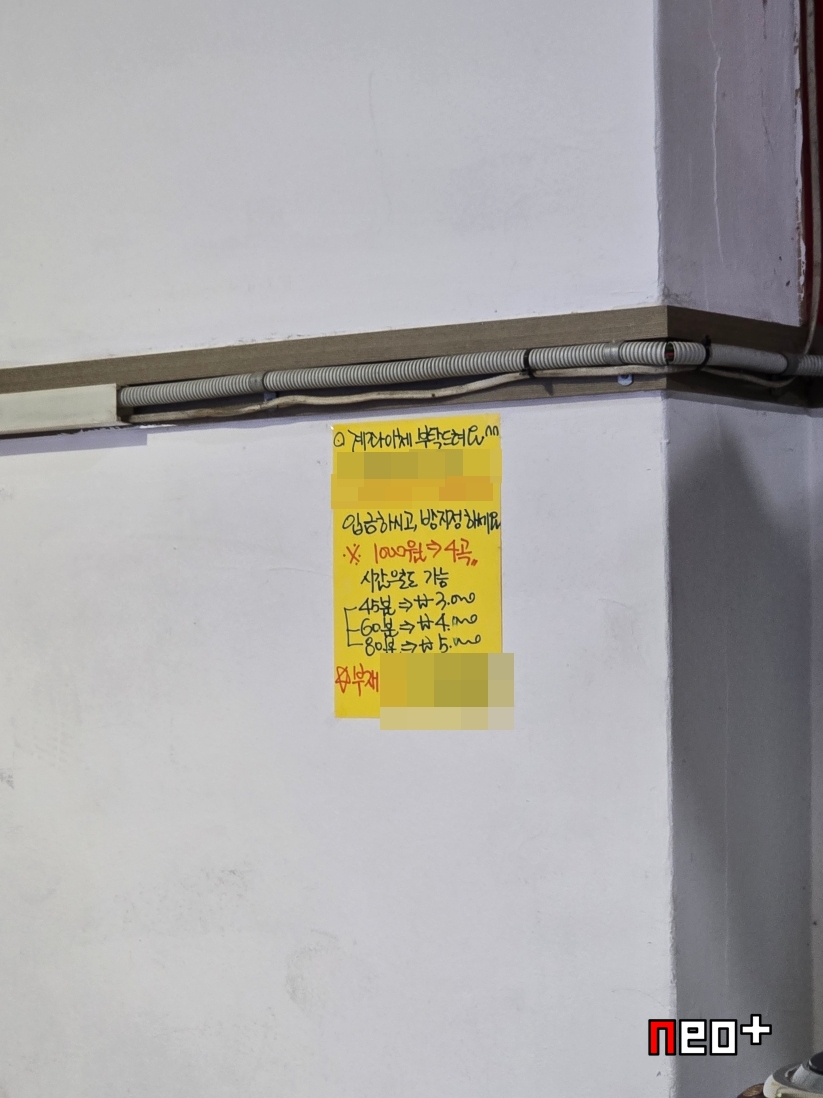 ⊙ 계좌이체 부탁드려요^^
입금하시고, 방지정하세요
※ 1000원⇒4곡〃
시간으로도 가능
45분⇒₩3.000
60분⇒₩4.000
80분⇒₩5.000
☆부재
neo+